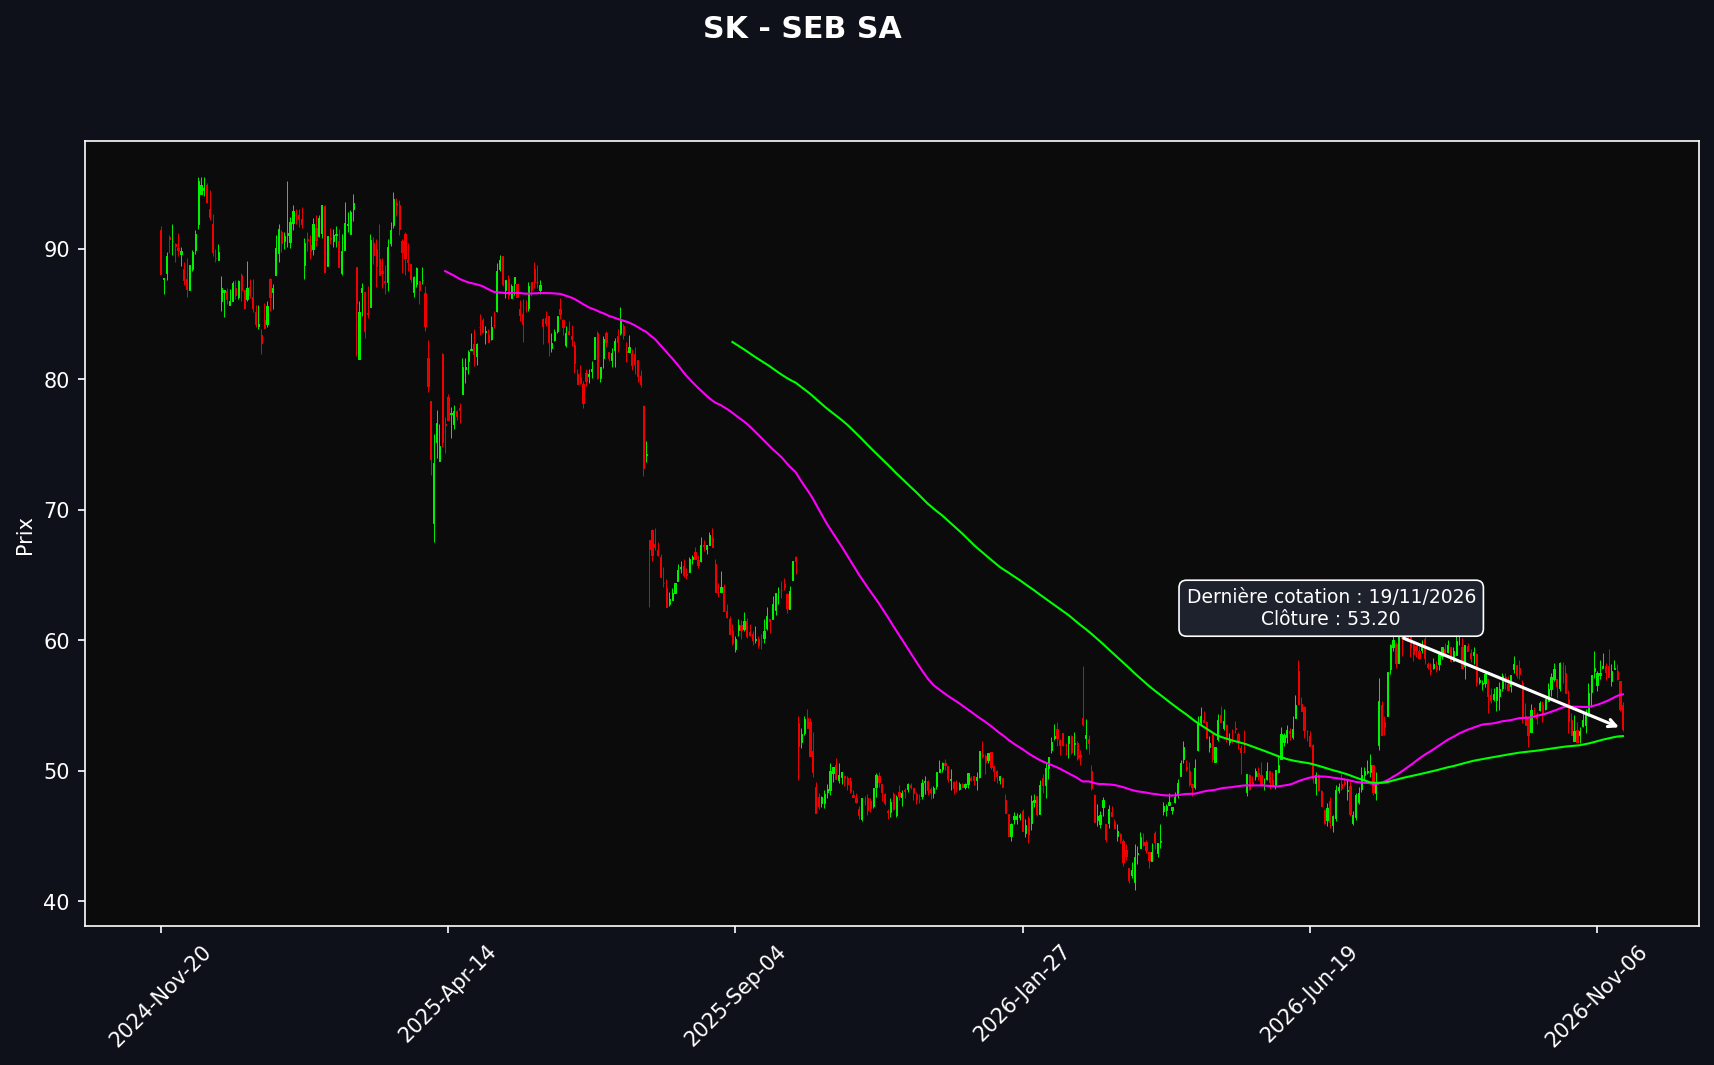 SK - SEB SA
Prix
90
80
70
60
50
40
Dernière cotation : 19/11/2026
Clôture : 53.20
2024-Nov-20
2025-Apr-14
2025-Sep-04
2026-Jan-27
2026-Jun-19
2026-Nov-06